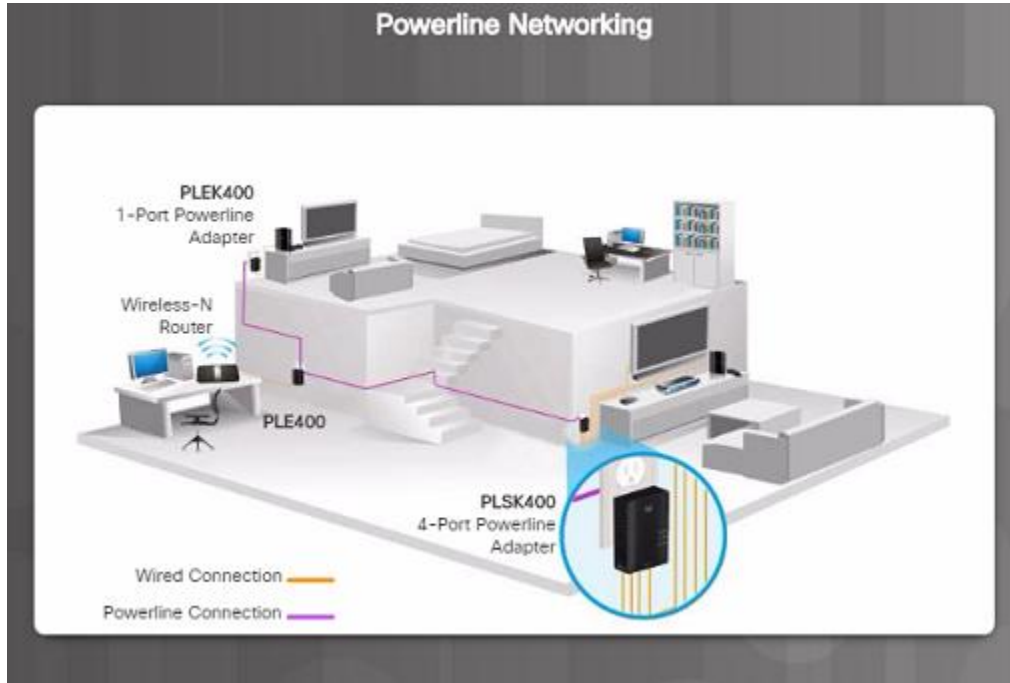 Powerline Networking
PLEK400
1-Port Powerline
Adapter
Wireless-N
Router
PLE400
PLSK400
4-Port Powerline
Adapter
Wired Connection
Powerline Connection